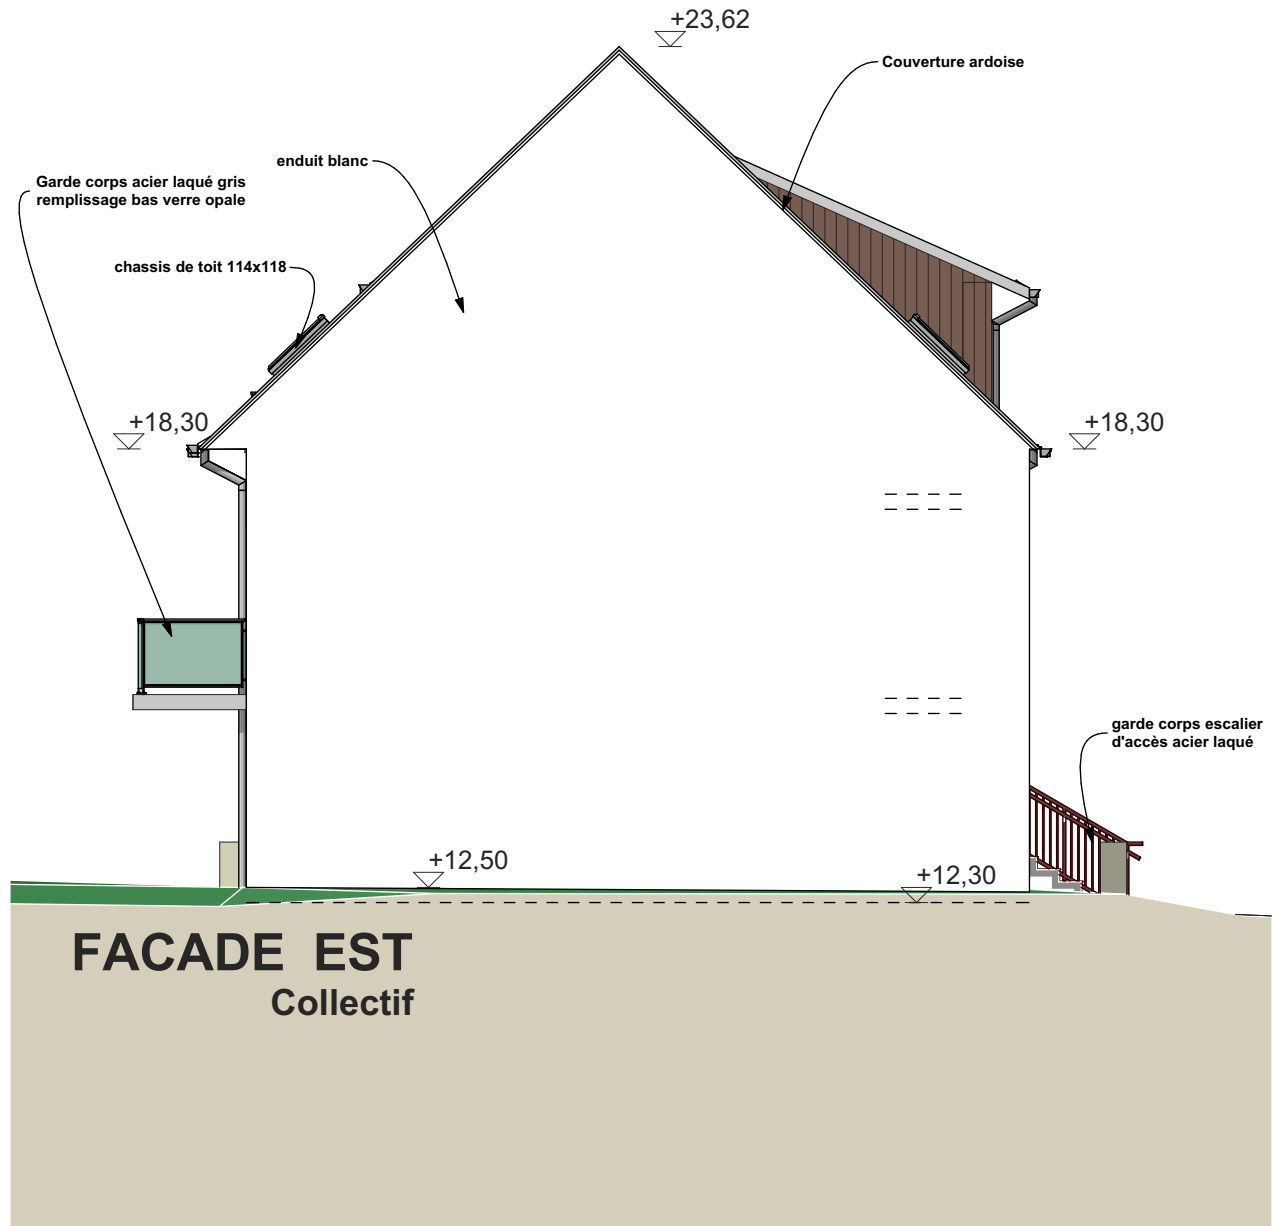 +23,62
Couverture ardoise
enduit blanc
Garde corps acier laqué gris
remplissage bas verre opale
chassis de toit 114x118
+18,30
+18,30
garde corps escalier
d'accès acier laqué
+12,50
+12,30
FACADE EST
Collectif